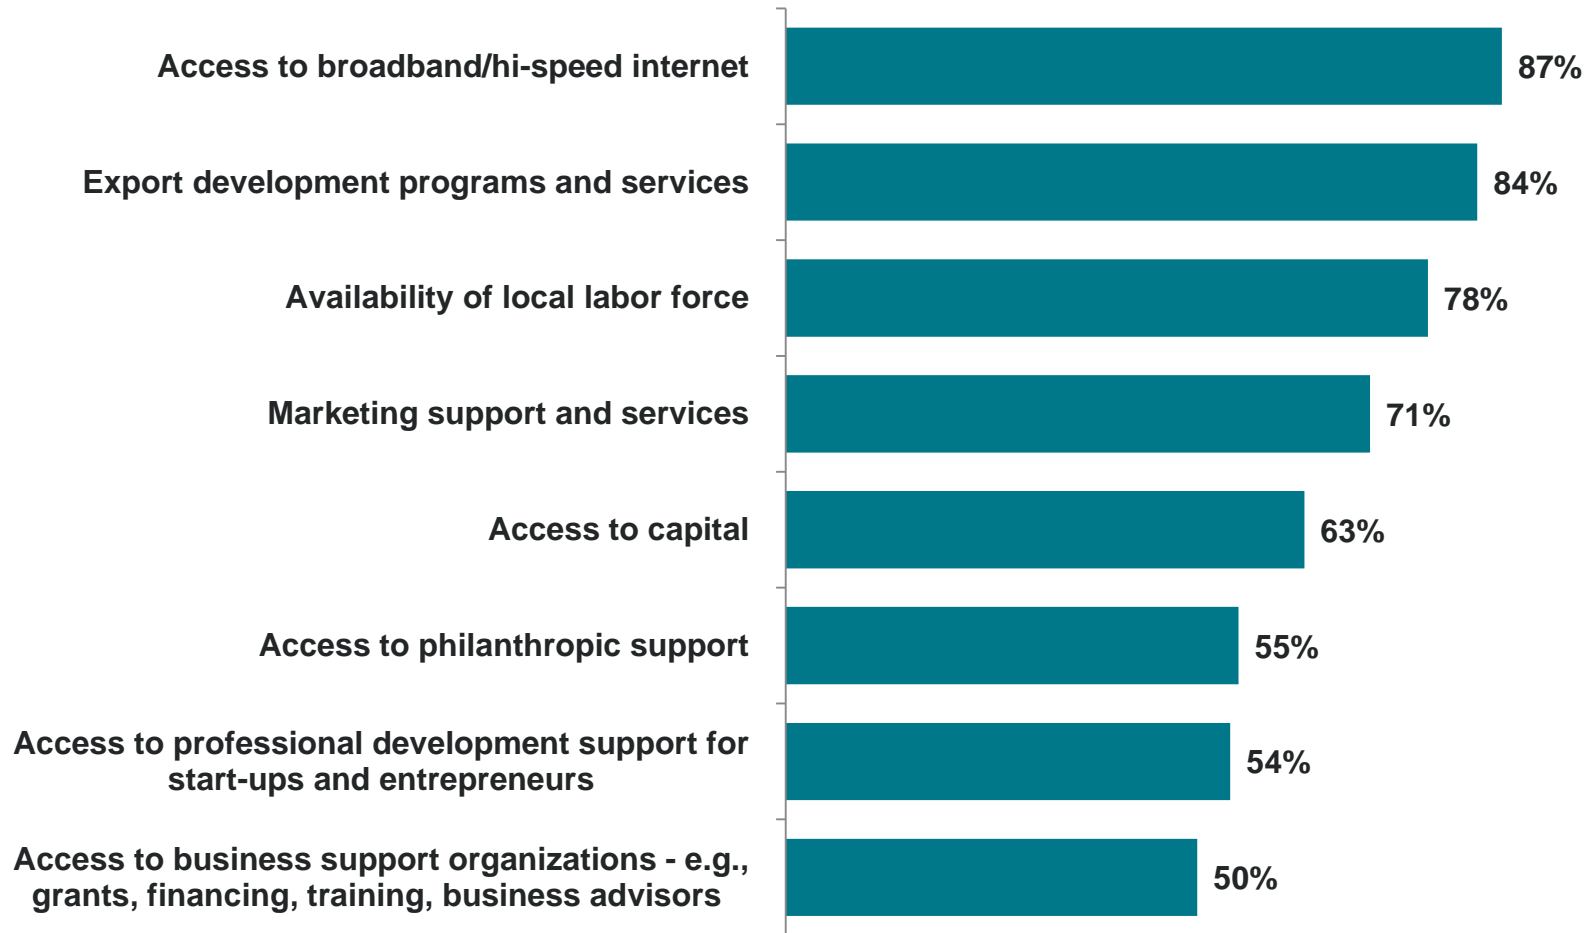 Access to broadband/hi-speed internet 87%
Export development programs and services 84%
Availability of local labor force 78%
Marketing support and services 71%
Access to capital 63%
Access to philanthropic support 55%
Access to professional development support for
start-ups and entrepreneurs 54%
Access to business support organizations - e.g.,
grants, financing, training, business advisors 50%